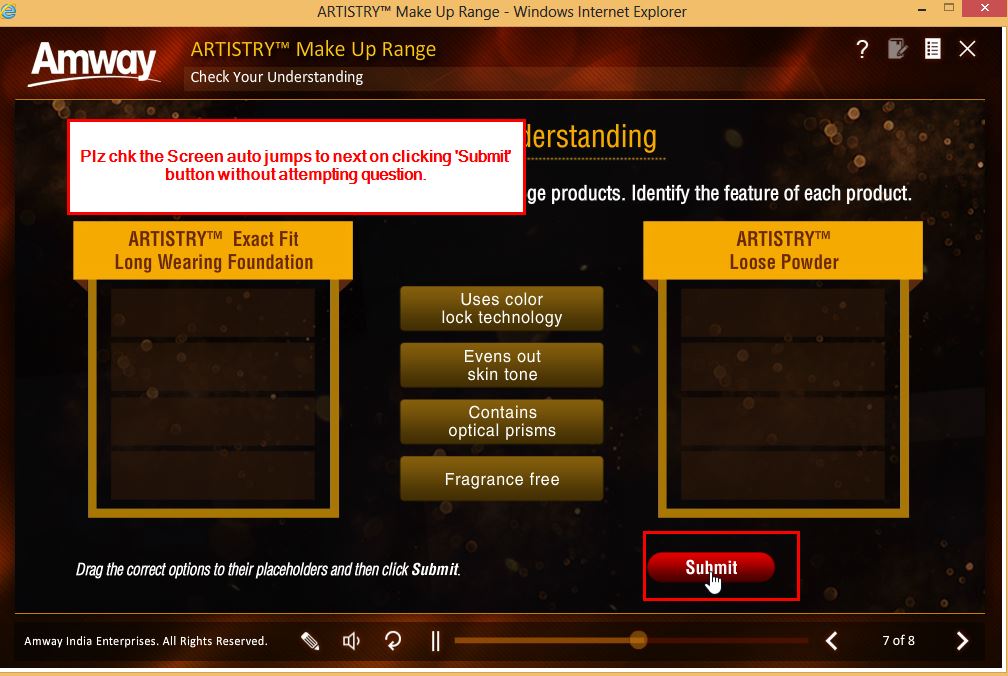 ARTISTRY™ Make Up Range - Windows Internet Explorer
Amway
ARTISTRY™ Make Up Range
Check Your Understanding
?
derstanding
Plz chk the Screen auto jumps to next on clicking 'Submit'
button without attempting question.
ge products. Identify the feature of each product.
ARTISTRY™ Exact Fit
Long Wearing Foundation
ARTISTRY™
Loose Powder
Uses color
lock technology
Evens out
skin tone
Contains
optical prisms
Fragrance free
Drag the correct options to their placeholders and then click Submit.
Submit
Amway India Enterprises. All Rights Reserved.
7 of 8